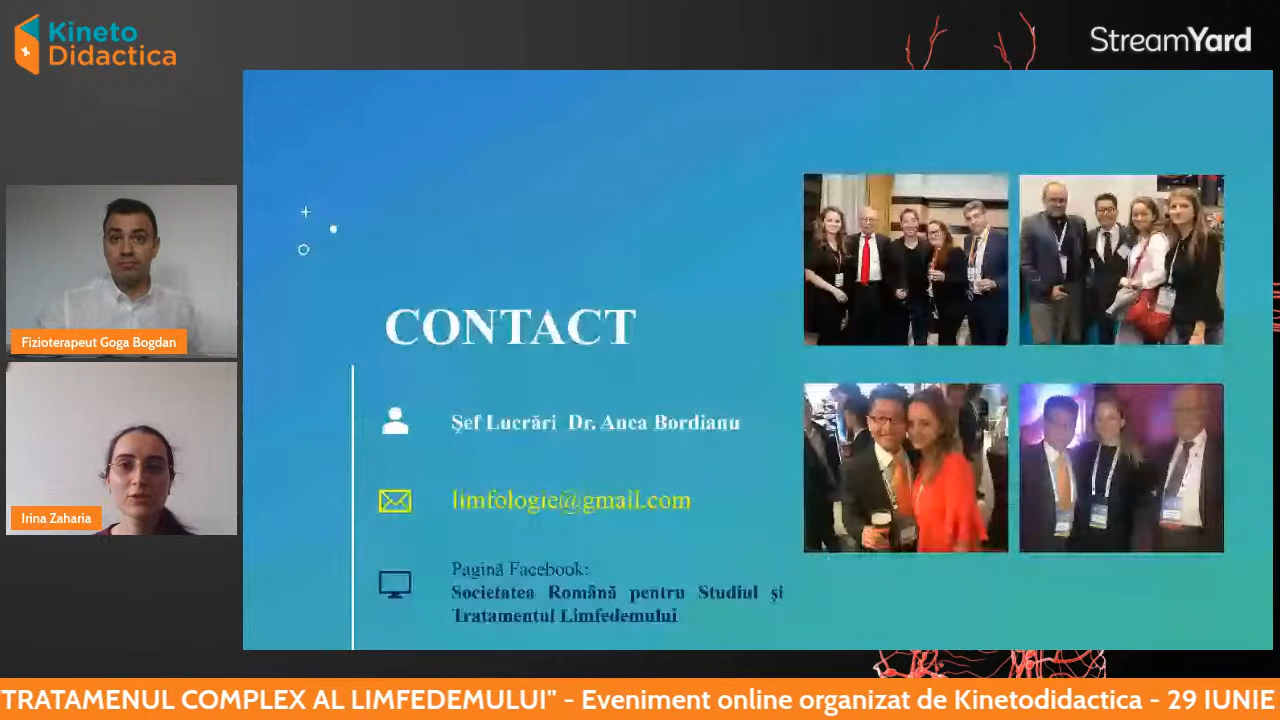 Kineto
Didactica
StreamYard
Fizioterapeut Goga Bogdan
Irina Zaharia
CONTACT
Şef Lucrări Dr. Anca Bordianu
limfologie@gmail.com
Pagină Facebook:
Societatea Română pentru Studiul şi
Tratamentul Limfedemului
"TRATAMENUL COMPLEX AL LIMFEDEMULUI" - Eveniment online organizat de Kinetodidactica - 29 IUNIE